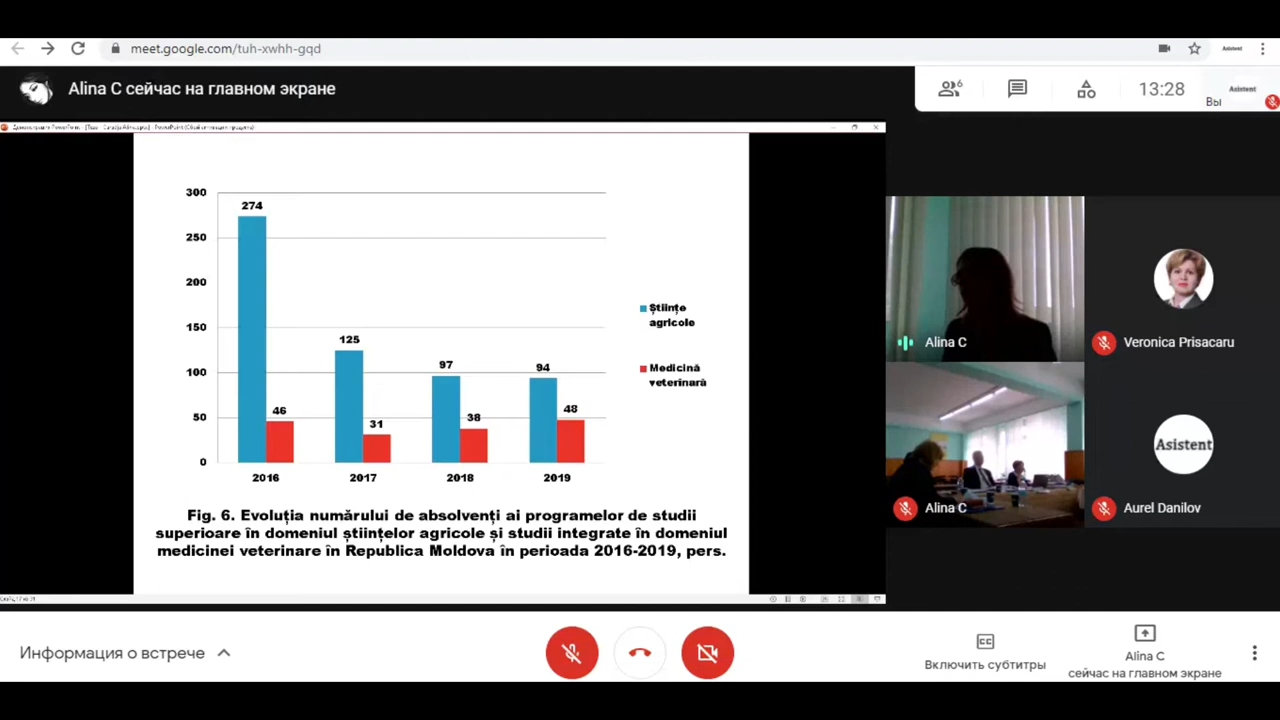 meet.google.com/tuh-xwhh-gqd
Asistent
Alina C сейчас на главном экране
6
13:28
Asistent
Вы
300
250
200
150
100
50
0
274
46
125
31
97
38
94
48
2016
2017
2018
2019
Științe
agricole
Medicină
veterinară
Fig. 6. Evoluția numărului de absolvenți ai programelor de studii
superioare în domeniul științelor agricole și studii integrate în domeniul
medicinei veterinare în Republica Moldova în perioada 2016-2019, pers.
Alina C
Veronica Prisacaru
Alina C
Asistent
Aurel Danilov
Информация о встрече
Включить субтитры
Alina C
сейчас на главном экране